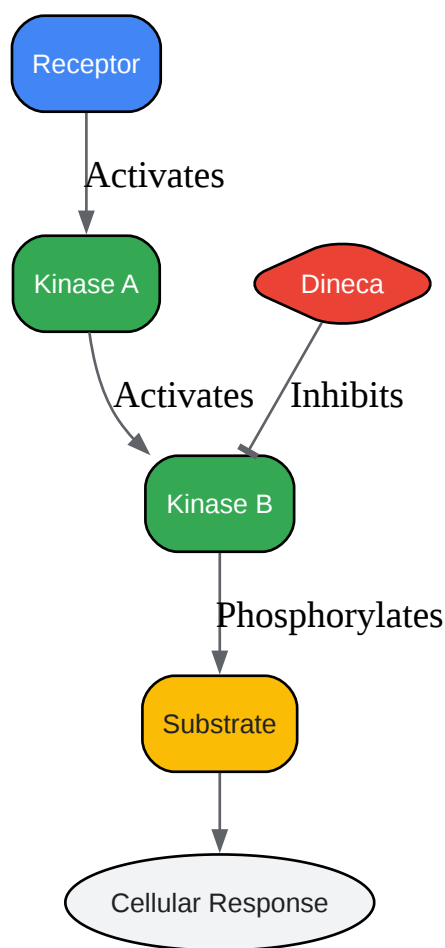 Receptor
Activates
Kinase A
Dineca
Activates
Inhibits
Kinase B
Phosphorylates
Substrate
Cellular Response